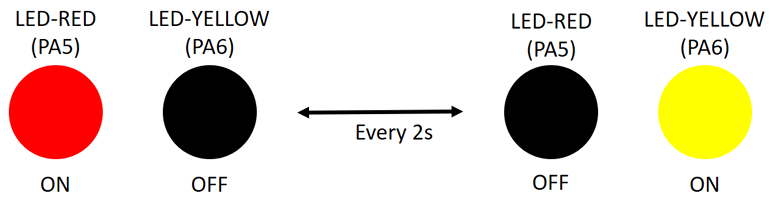 LED-RED
(PA5)
LED-YELLOW
(PA6)
LED-RED
(PA5)
LED-YELLOW
(PA6)
Every 2s
ON
OFF
OFF
ON